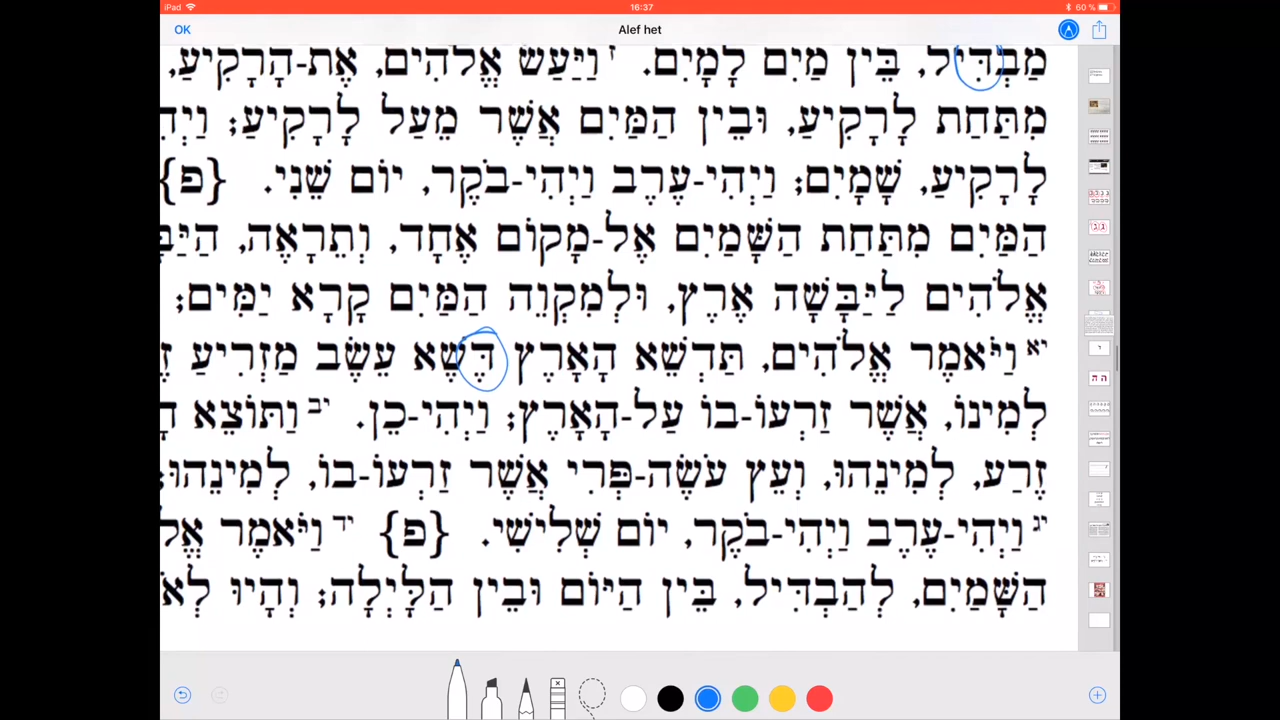 iPad 16:37 60 %
OK Alef het
מַבְדִּיל, בֵּין מַיִם לָמָיִם. ז וַיַּעַשׂ אֱלֹהִים, אֶת-הָרָקִיעַ,
מִתַּחַת לָרָקִיעַ, וּבֵין הַמַּיִם אֲשֶׁר מֵעַל לָרָקִיעַ; וַיְהִי
לָרָקִיעַ, שָׁמָיִם; וַיְהִי-עֶרֶב וַיְהִי-בֹקֶר, יוֹם שֵׁנִי. {פ}
הַמַּיִם מִתַּחַת הַשָּׁמַיִם אֶל-מָקוֹם אֶחָד, וְתֵרָאֶה,
אֱלֹהִים לַיַּבָּשָׁה אֶרֶץ, וּלְמִקְוֵה הַמַּיִם קָרָא יַמִּים;
יא וַיֹּאמֶר אֱלֹהִים, תַּדְשֵׁא הָאָרֶץ דֶּשֶׁא עֵשֶׂב מַזְרִיעַ
לְמִינוֹ, אֲשֶׁר זַרְעוֹ-בוֹ עַל-הָאָרֶץ; וַיְהִי-כֵן. יב וַתּוֹצֵא
זֶרַע, לְמִינֵהוּ, וְעֵץ עֹשֶׂה-פְּרִי אֲשֶׁר זַרְעוֹ-בוֹ, לְמִינֵהוּ;
יג וַיְהִי-עֶרֶב וַיְהִי-בֹקֶר, יוֹם שְׁלִישִׁי. {פ} יד וַיֹּאמֶר
הַשָּׁמַיִם, לְהַבְדִּיל, בֵּין הַיּוֹם וּבֵין הַלָּיְלָה; וְהָיוּ